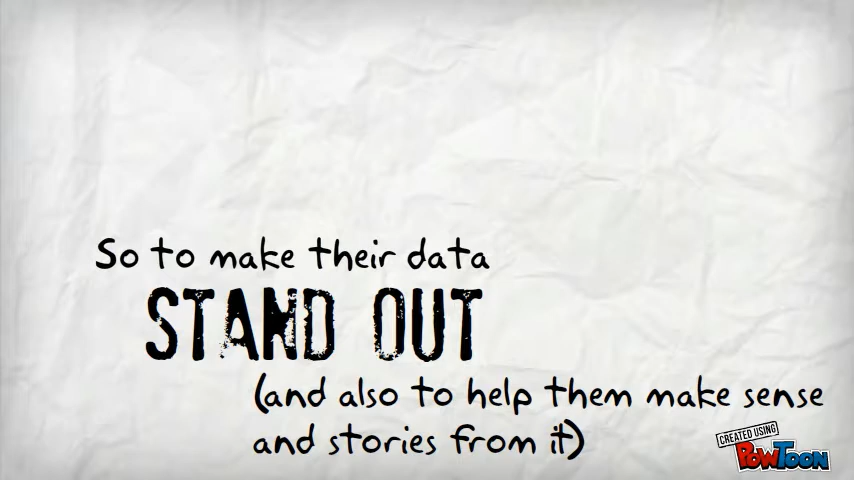 So to make their data
STAND OUT
(and also to help them make sense
and stories from it)
CREATED USING
POWTOON